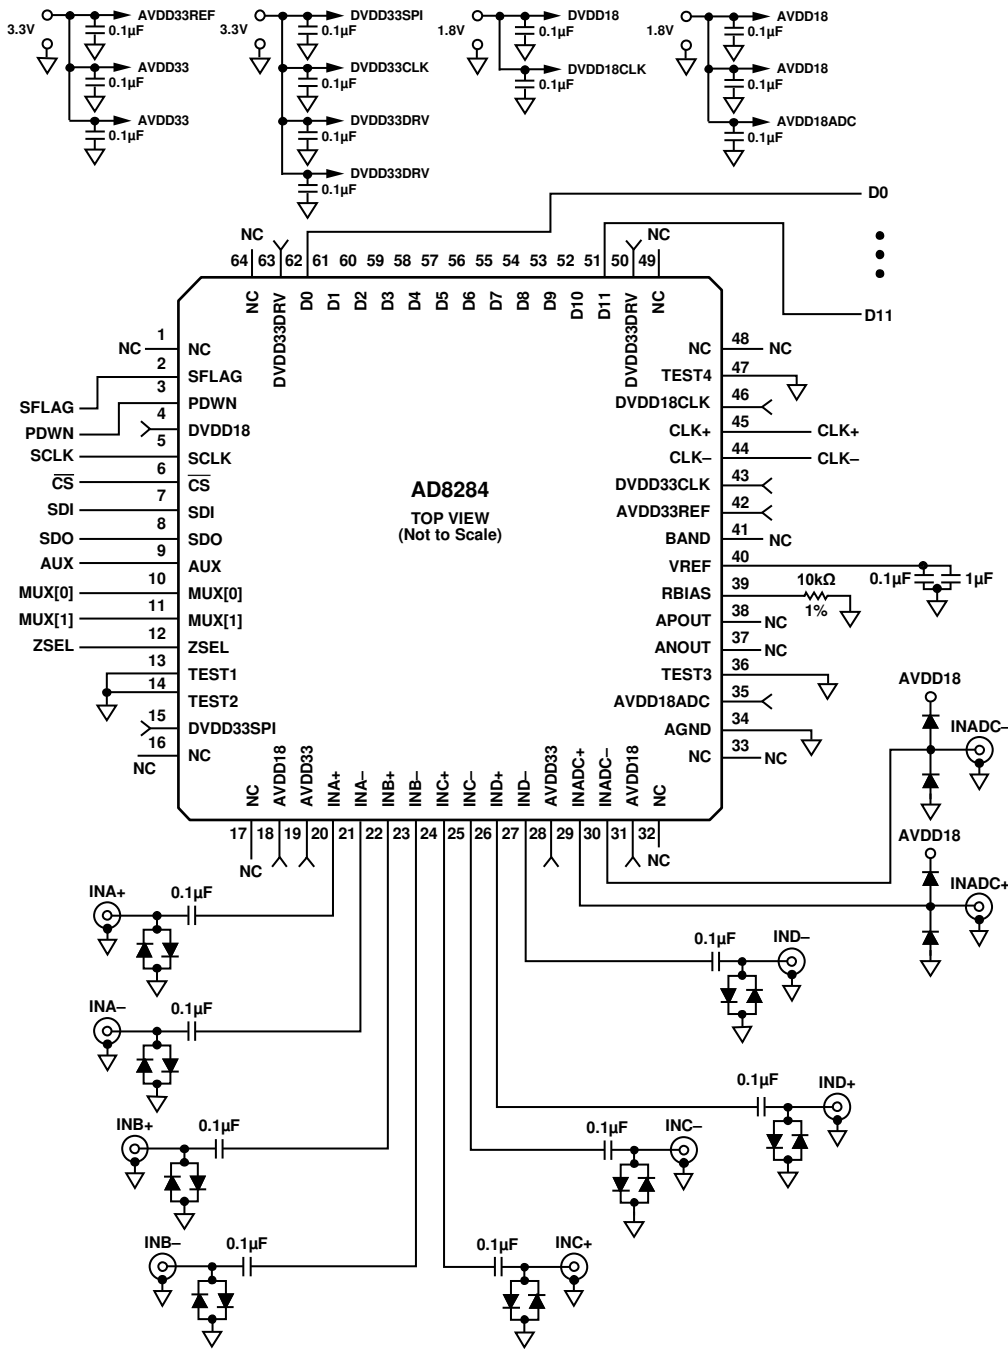 3.3V
AVDD33REF
0.1µF
AVDD33
0.1µF
AVDD33
0.1µF
3.3V
DVDD33SPI
0.1µF
DVDD33CLK
0.1µF
DVDD33DRV
0.1µF
DVDD33DRV
0.1µF
1.8V
DVDD18
0.1µF
DVDD18CLK
0.1µF
1.8V
AVDD18
0.1µF
AVDD18
0.1µF
AVDD18ADC
0.1µF
D0
D11
NC
NC
64 63 62 61 60 59 58 57 56 55 54 53 52 51 50 49
NC DVDD33DRV D0 D1 D2 D3 D4 D5 D6 D7 D8 D9 D10 D11 DVDD33DRV NC
NC 1 NC
SFLAG 2 SFLAG
PDWN 3 PDWN
4 DVDD18
SCLK 5 SCLK
CS 6 CS
SDI 7 SDI
SDO 8 SDO
AUX 9 AUX
MUX[0] 10 MUX[0]
MUX[1] 11 MUX[1]
ZSEL 12 ZSEL
13 TEST1
14 TEST2
15 DVDD33SPI
NC 16 NC
AD8284
TOP VIEW
(Not to Scale)
NC 48 NC
TEST4 47
DVDD18CLK 46
CLK+ 45 CLK+
CLK– 44 CLK–
DVDD33CLK 43
AVDD33REF 42
BAND 41 NC
VREF 40 0.1µF 1µF
RBIAS 39 10kΩ
1%
APOUT 38 NC
ANOUT 37 NC
TEST3 36
AVDD18ADC 35
AGND 34
NC 33 NC
NC AVDD18 AVDD33 INA+ INA– INB+ INB– INC+ INC– IND+ IND– AVDD33 INADC+ INADC– AVDD18 NC
17 18 19 20 21 22 23 24 25 26 27 28 29 30 31 32
NC
NC
AVDD18
INADC–
AVDD18
INADC+
INA+
0.1µF
0.1µF
IND–
INA–
0.1µF
0.1µF
IND+
INB+
0.1µF
0.1µF
INC–
INB–
0.1µF
0.1µF
INC+